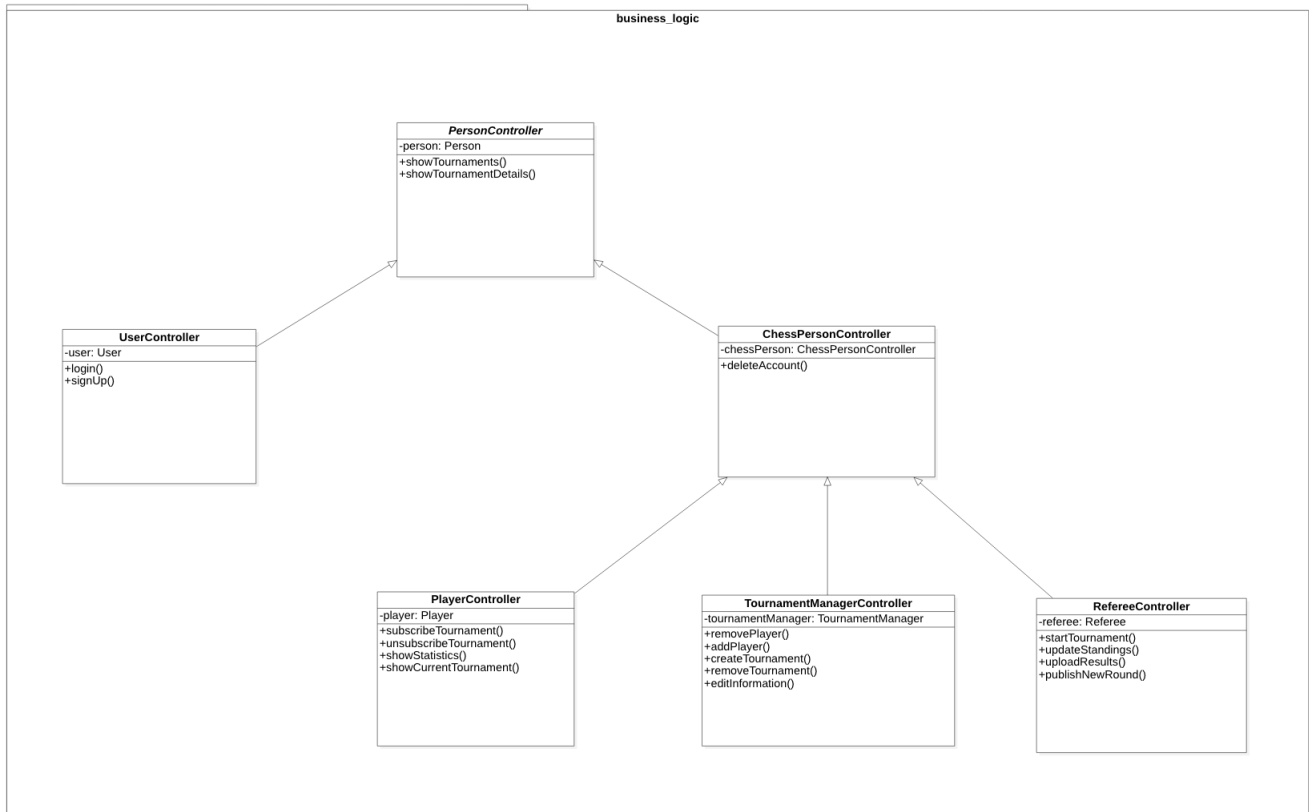 business_logic
PersonController
-person: Person
+showTournaments()
+showTournamentDetails()
UserController
-user: User
+login()
+signUp()
ChessPersonController
-chessPerson: ChessPersonController
+deleteAccount()
PlayerController
-player: Player
+subscribeTournament()
+unsubscribeTournament()
+showStatistics()
+showCurrentTournament()
TournamentManagerController
-tournamentManager: TournamentManager
+removePlayer()
+addPlayer()
+createTournament()
+removeTournament()
+editInformation()
RefereeController
-referee: Referee
+startTournament()
+updateStandings()
+uploadResults()
+publishNewRound()